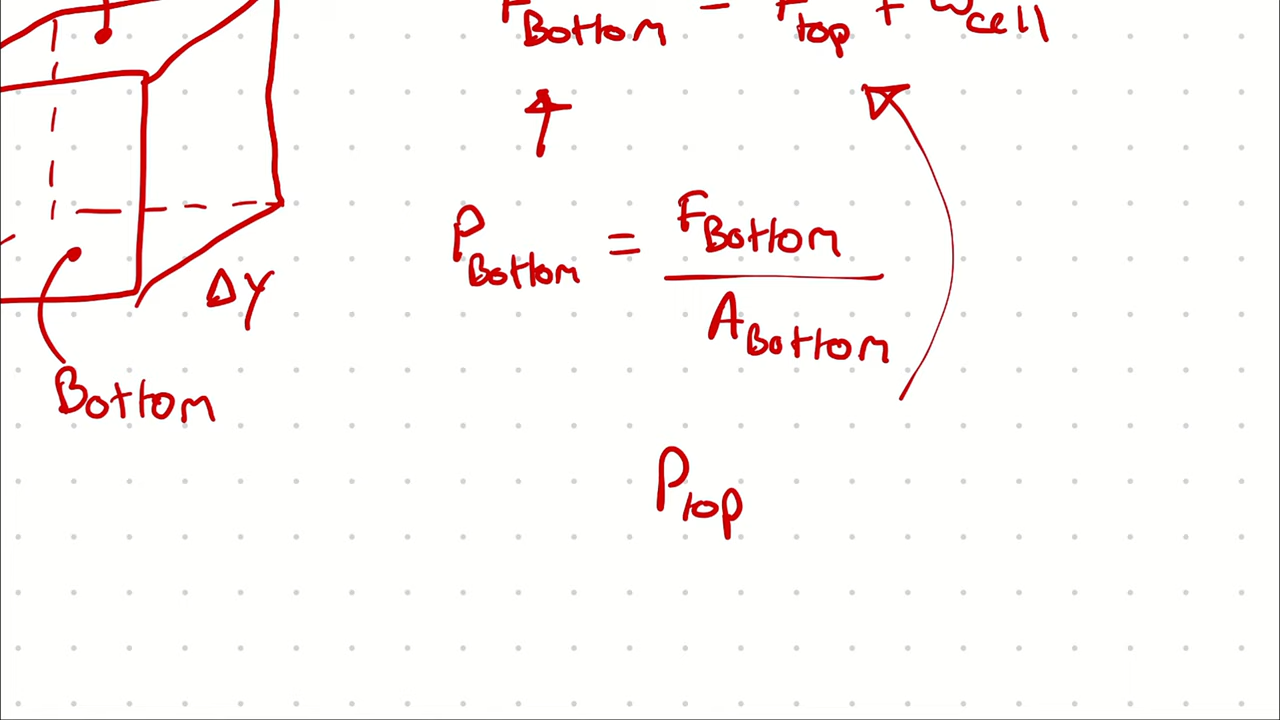 F_Bottom = F_top + W_cell
P_Bottom = F_Bottom / A_Bottom
ΔY
Bottom
P_top